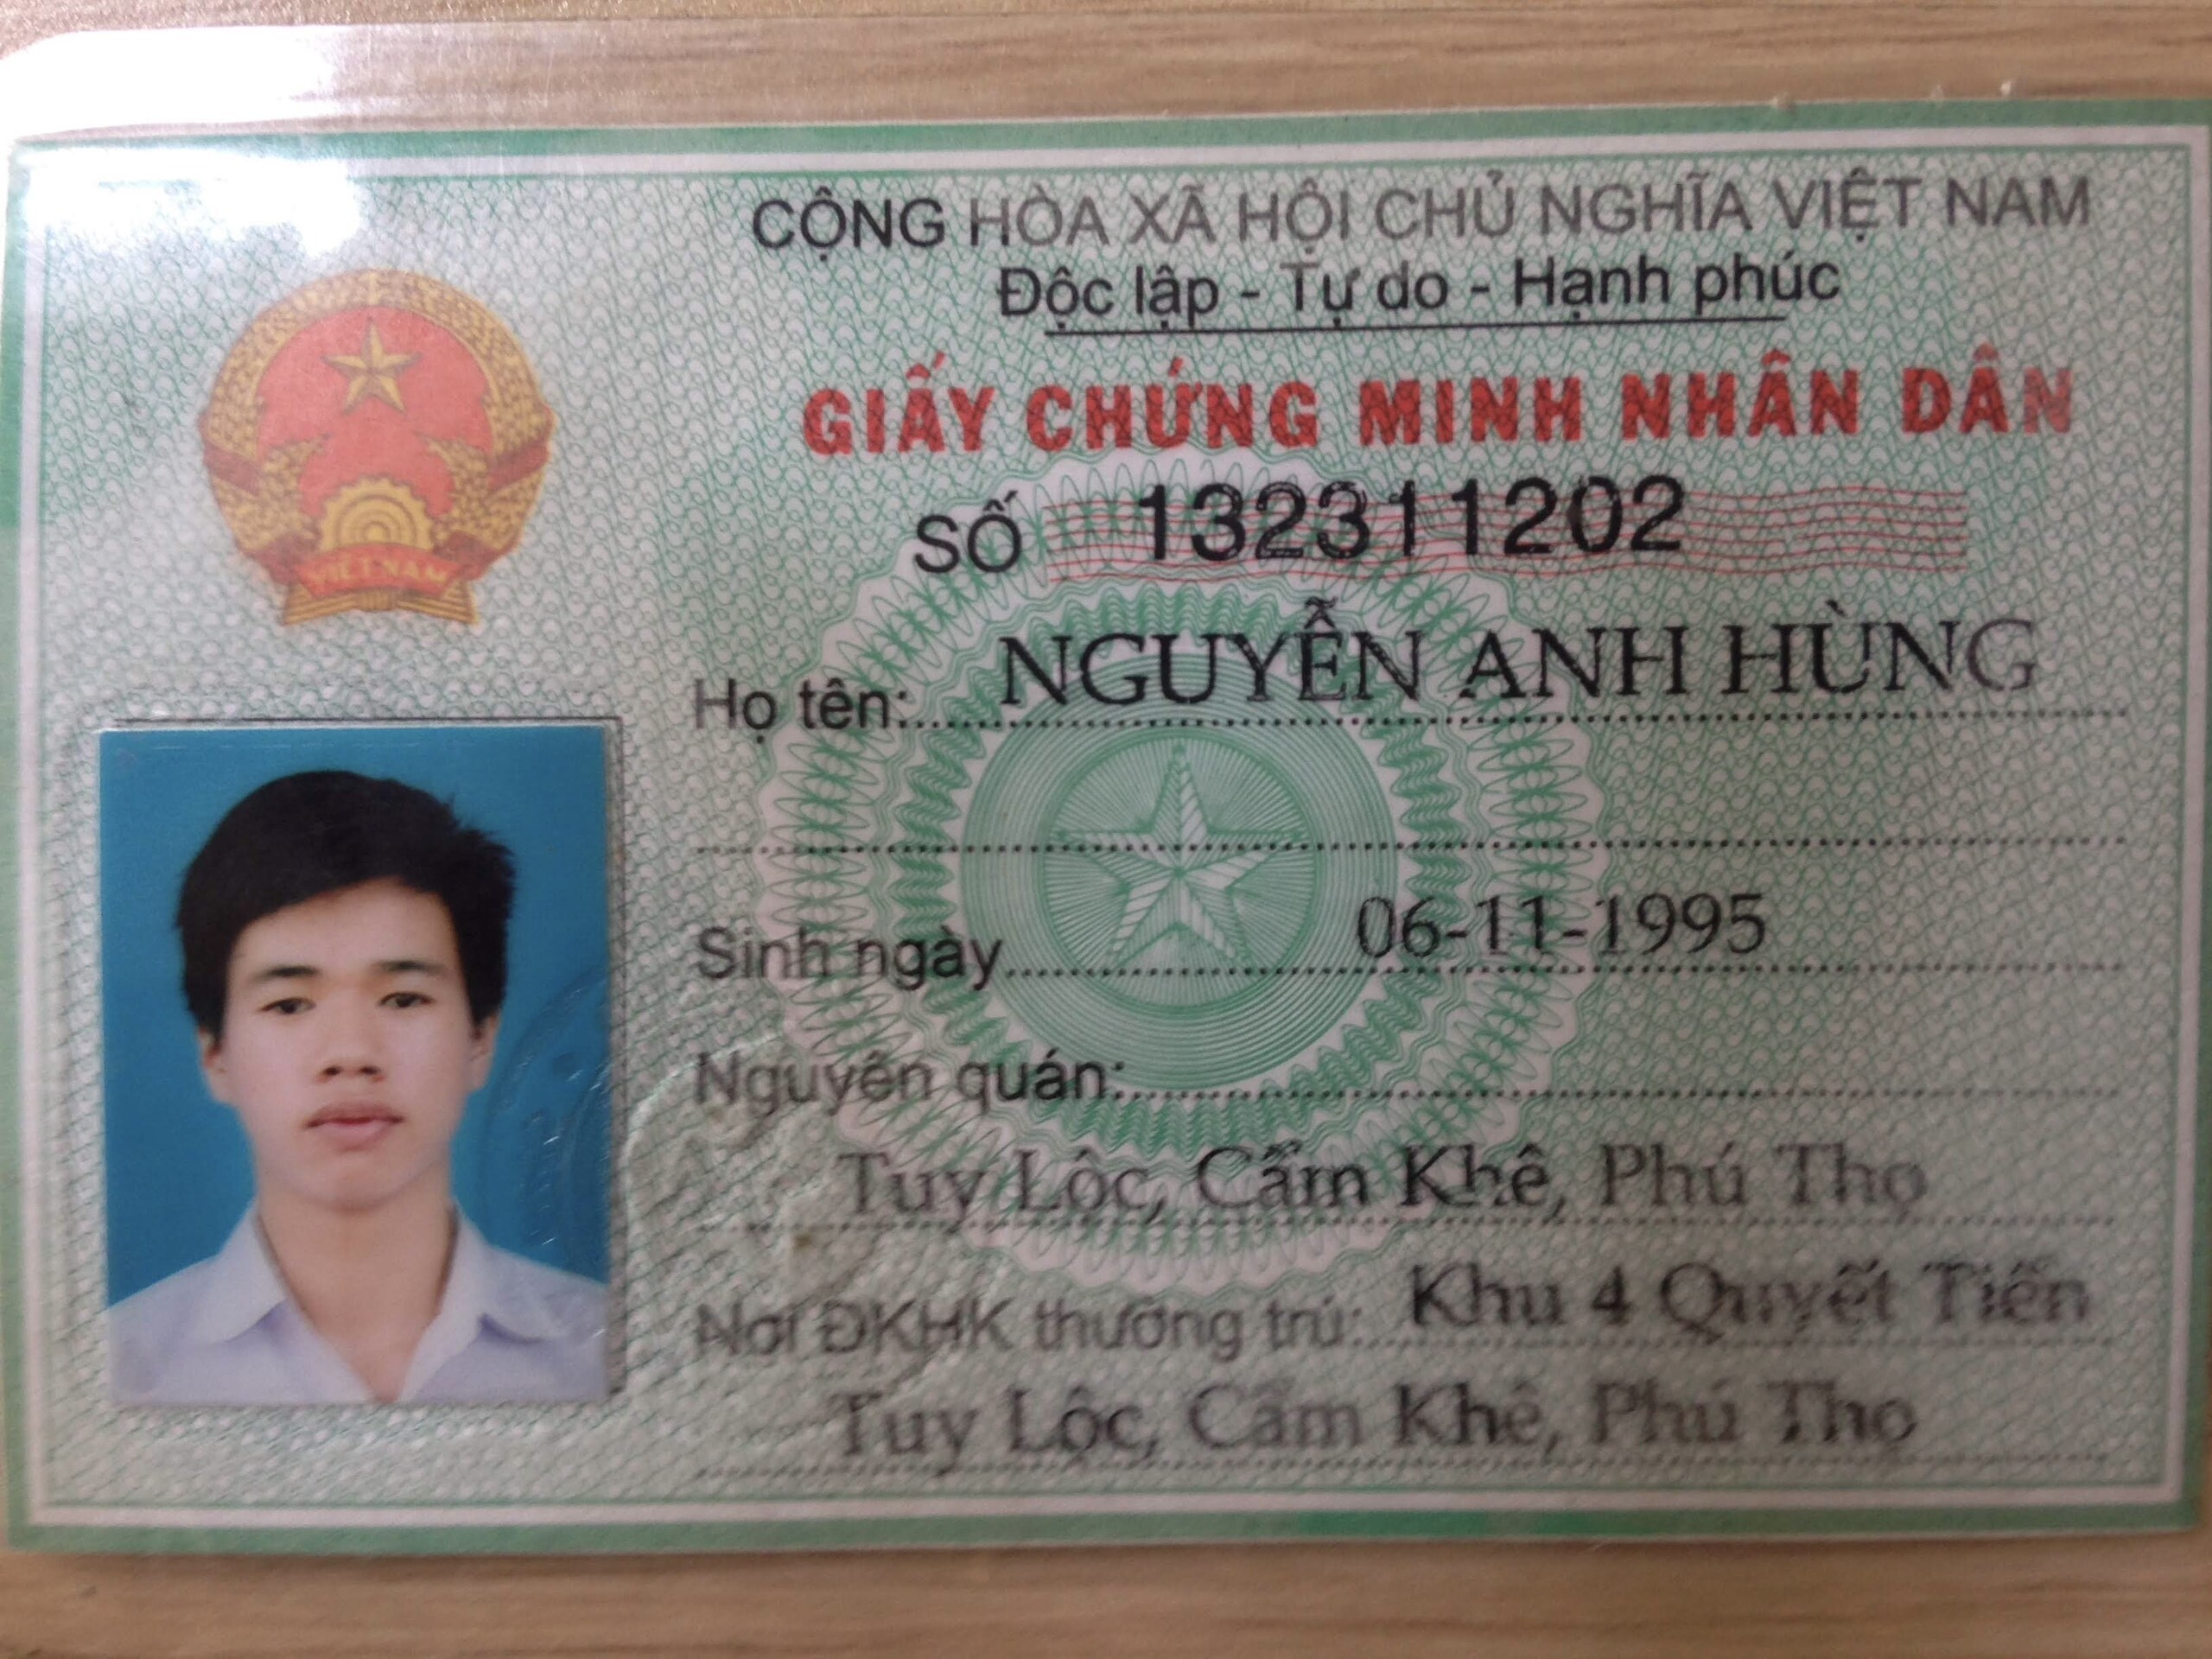 CỘNG HÒA XÃ HỘI CHỦ NGHĨA VIỆT NAM
Độc lập - Tự do - Hạnh phúc
GIẤY CHỨNG MINH NHÂN DÂN
SỐ 132311202
VIET NAM
Họ tên: NGUYỄN ANH HÙNG
Sinh ngày 06-11-1995
Nguyên quán:
Tuy Lộc, Cẩm Khê, Phú Thọ
Nơi ĐKHK thường trú: Khu 4 Quyết Tiến
Tuy Lộc, Cẩm Khê, Phú Thọ